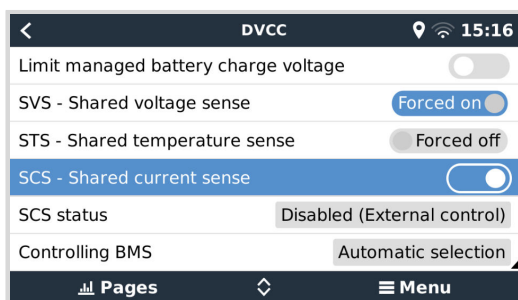 DVCC 15:16
Limit managed battery charge voltage
SVS - Shared voltage sense Forced on
STS - Shared temperature sense Forced off
SCS - Shared current sense
SCS status Disabled (External control)
Controlling BMS Automatic selection
Pages Menu